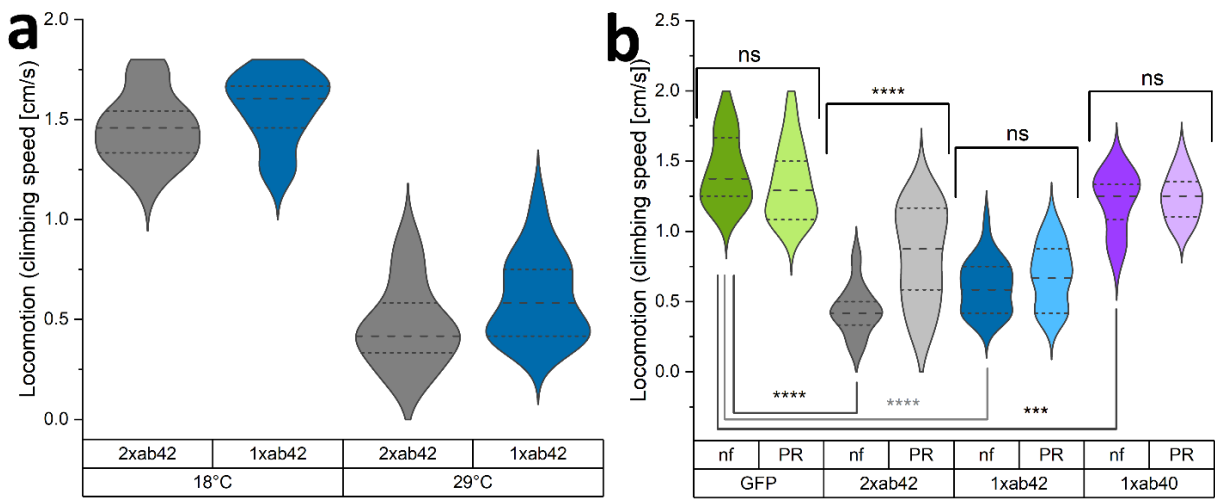 a
Locomotion (climbing speed [cm/s])
2.0
1.5
1.0
0.5
0.0
2xab42 1xab42 2xab42 1xab42
18°C 29°C
b
Locomotion (climbing speed [cm/s])
2.5
2.0
1.5
1.0
0.5
0.0
ns
****
ns
ns
**** **** ***
nf PR nf PR nf PR nf PR
GFP 2xab42 1xab42 1xab40